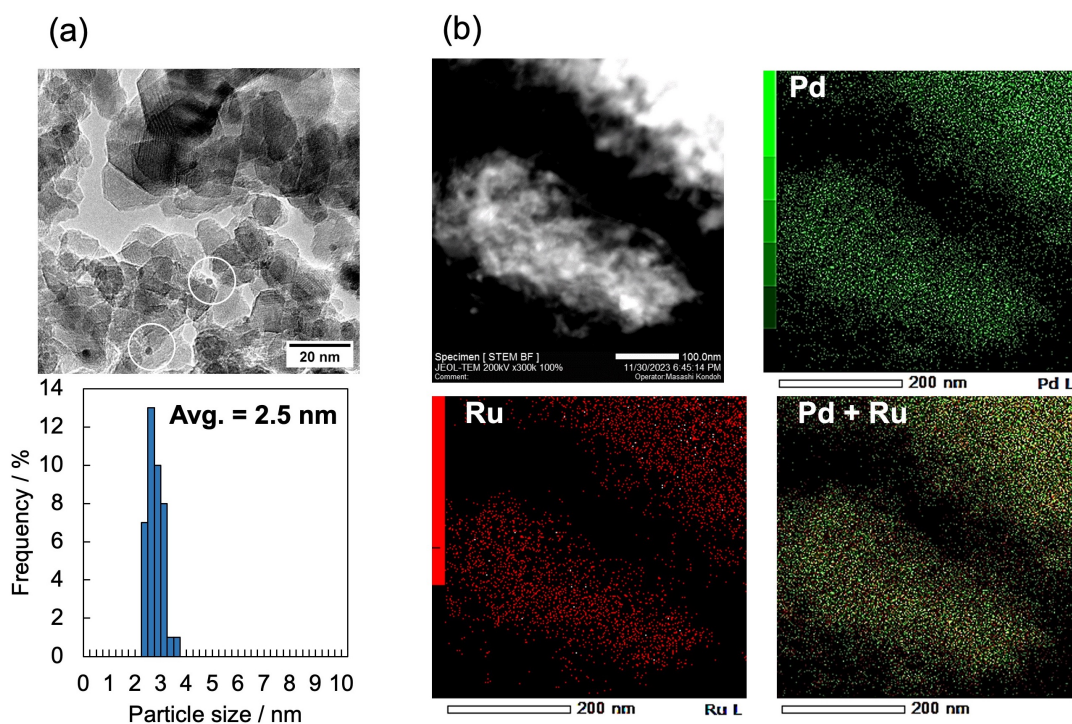 (a)
(b)
20 nm
Specimen [ STEM BF ]
100.0nm
JEOL-TEM 200kV x300k 100%
11/30/2023 6:45:14 PM
Comment:
Operator:Masashi Kondoh
Pd
200 nm
Pd L
Avg. = 2.5 nm
Frequency / %
14
12
10
8
6
4
2
0
0 1 2 3 4 5 6 7 8 9 10
Particle size / nm
Ru
200 nm
Ru L
Pd + Ru
200 nm